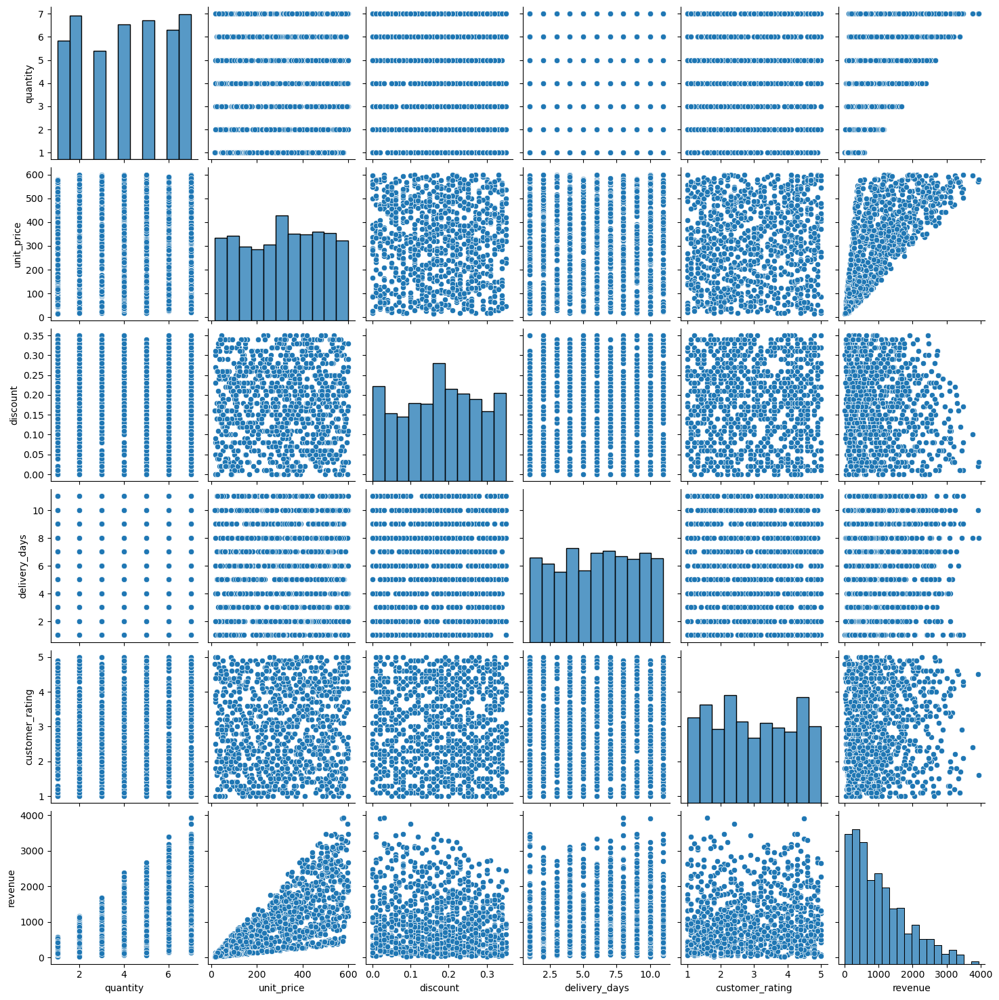 7
6
5
4
3
2
1
quantity
600
500
400
300
200
100
0
unit_price
0.35
0.30
0.25
0.20
0.15
0.10
0.05
0.00
discount
10
8
6
4
2
delivery_days
5
4
3
2
1
customer_rating
4000
3000
2000
1000
0
revenue
2 4 6
0 200 400 600
0.0 0.1 0.2 0.3
2.5 5.0 7.5 10.0
1 2 3 4 5
0 1000 2000 3000 4000
quantity
unit_price
discount
delivery_days
customer_rating
revenue